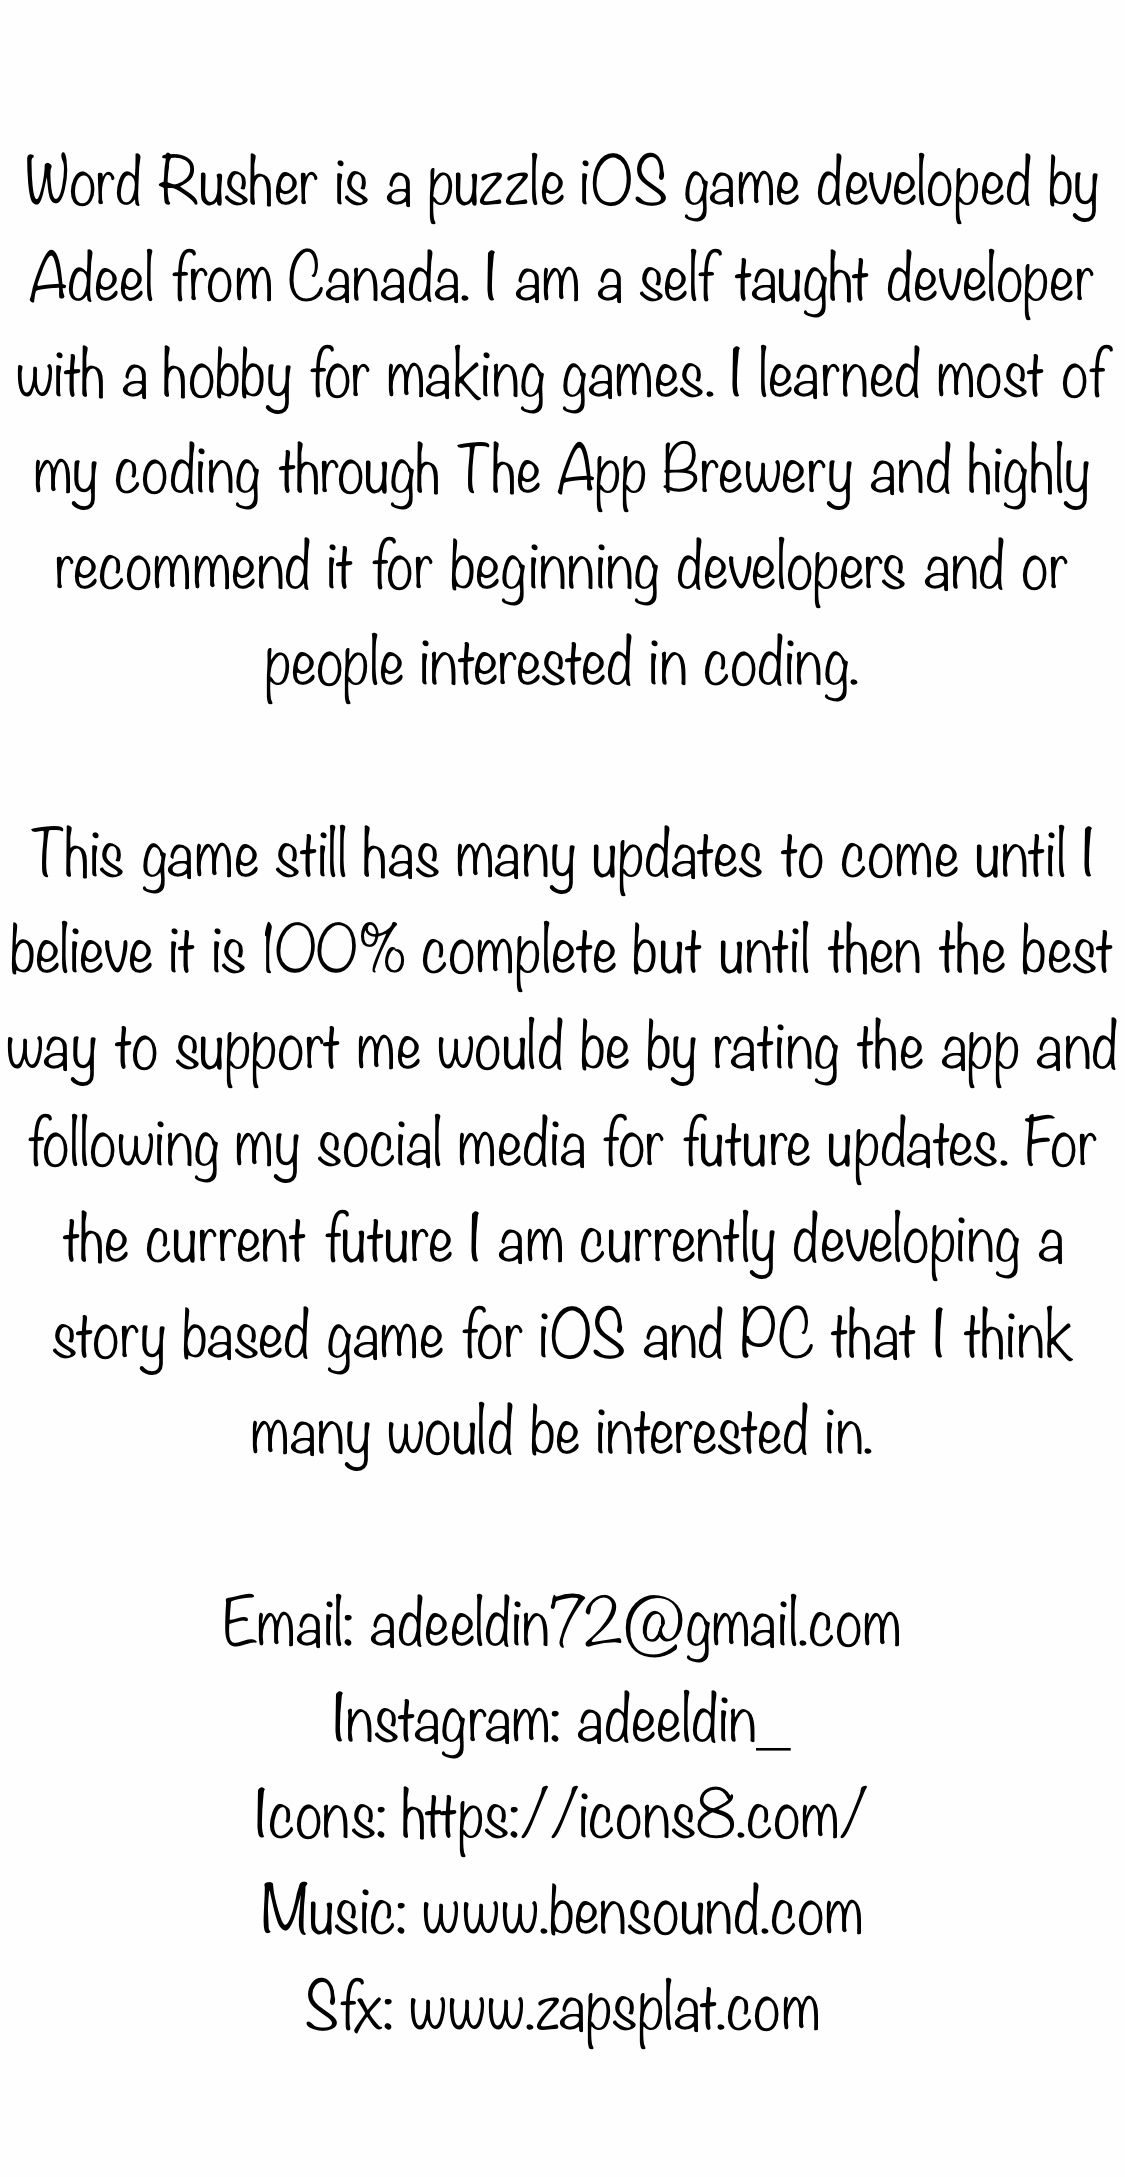 Word Rusher is a puzzle iOS game developed by
Adeel from Canada. I am a self taught developer
with a hobby for making games. I learned most of
my coding through The App Brewery and highly
recommend it for beginning developers and or
people interested in coding.
This game still has many updates to come until I
believe it is 100% complete but until then the best
way to support me would be by rating the app and
following my social media for future updates. For
the current future I am currently developing a
story based game for iOS and PC that I think
many would be interested in.
Email: adeeldin72@gmail.com
Instagram: adeeldin_
Icons: https://icons8.com/
Music: www.bensound.com
Sfx: www.zapsplat.com